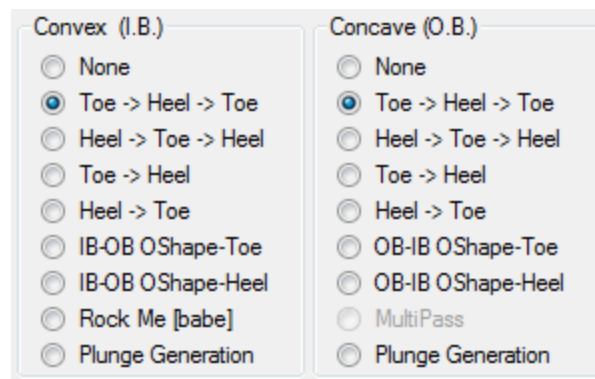 Convex (I.B.)
None
Toe -> Heel -> Toe
Heel -> Toe -> Heel
Toe -> Heel
Heel -> Toe
IB-OB OShape-Toe
IB-OB OShape-Heel
Rock Me [babe]
Plunge Generation
Concave (O.B.)
None
Toe -> Heel -> Toe
Heel -> Toe -> Heel
Toe -> Heel
Heel -> Toe
OB-IB OShape-Toe
OB-IB OShape-Heel
MultiPass
Plunge Generation